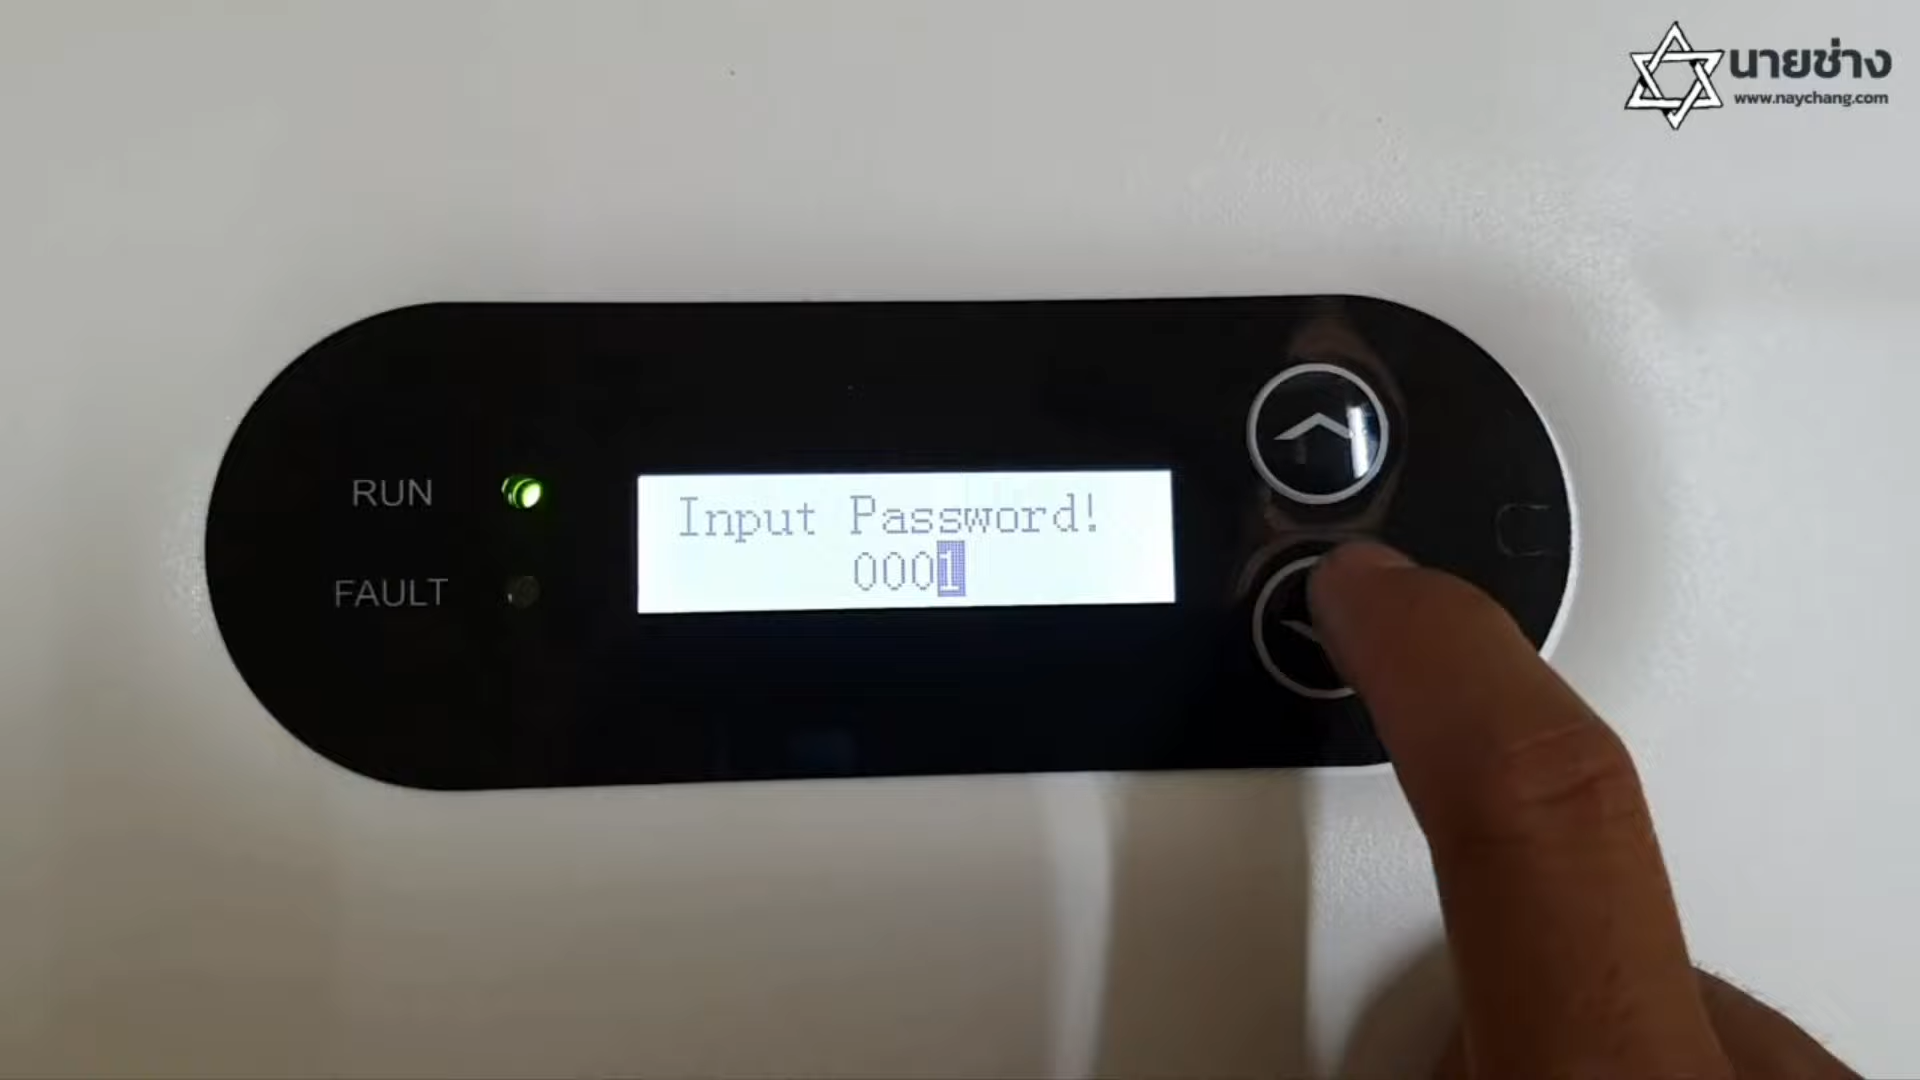 นายช่าง
www.naychang.com
RUN
FAULT
Input Password!
0001